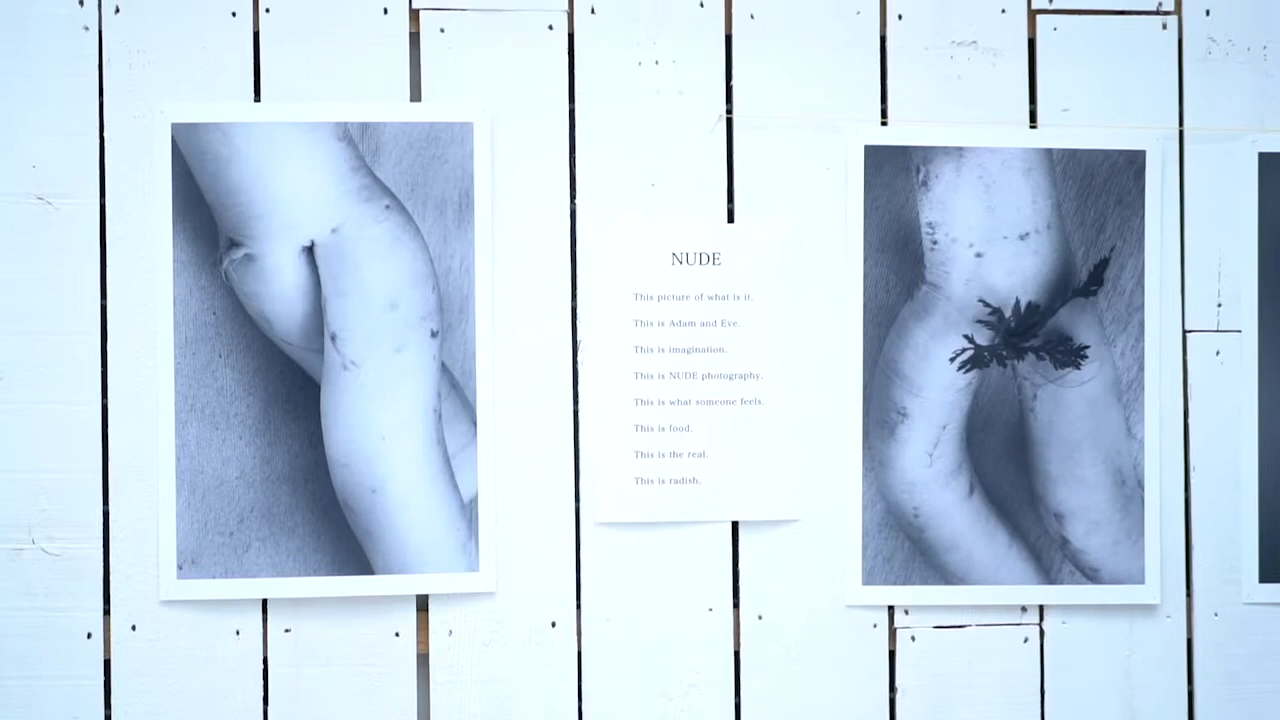 NUDE
This picture of what is it.
This is Adam and Eve.
This is imagination.
This is NUDE photography.
This is what someone feels.
This is food.
This is the real.
This is radish.